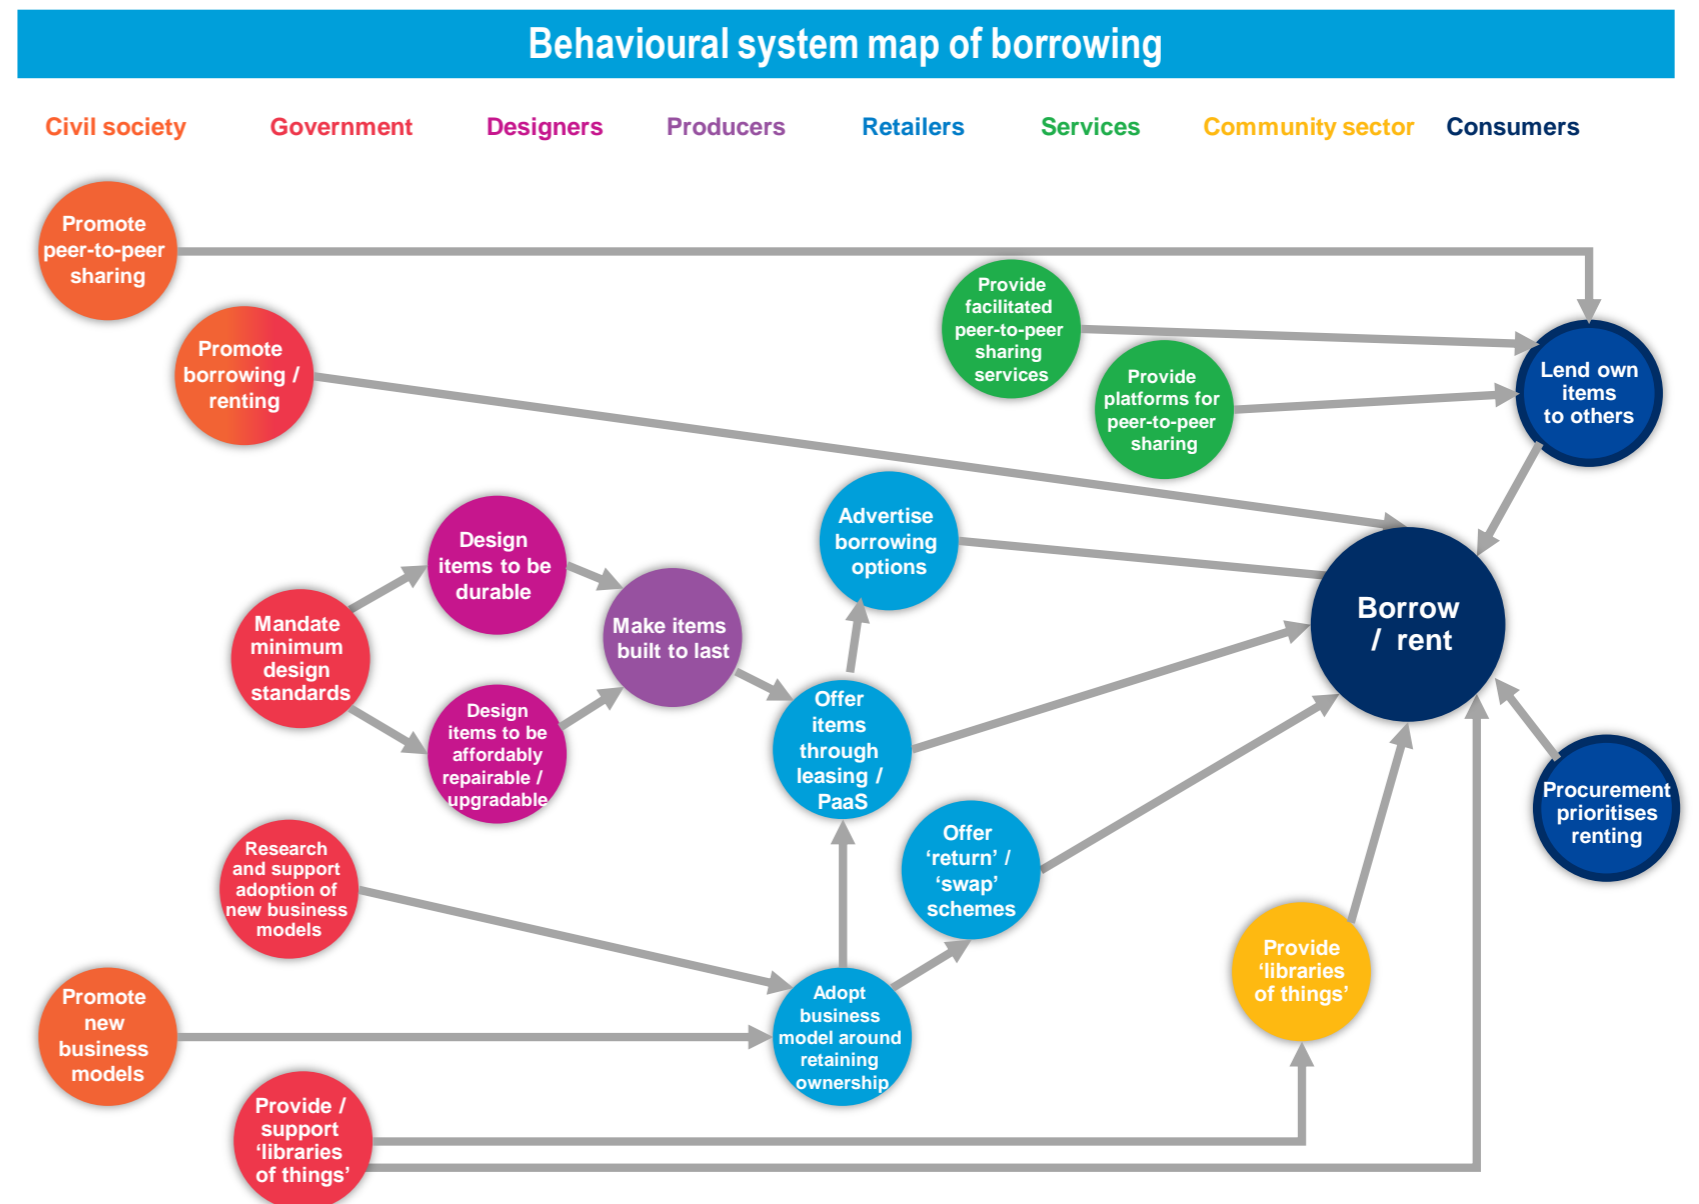 Behavioural system map of borrowing
Civil society
Government
Designers
Producers
Retailers
Services
Community sector
Consumers
Promote
peer-to-peer
sharing
Promote
borrowing /
renting
Provide
facilitated
peer-to-peer
sharing
services
Provide
platforms for
peer-to-peer
sharing
Lend own
items
to others
Design
items to be
durable
Advertise
borrowing
options
Mandate
minimum
design
standards
Make items
built to last
Borrow
/ rent
Design
items to be
affordably
repairable /
upgradable
Offer
items
through
leasing /
PaaS
Procurement
prioritises
renting
Research
and support
adoption of
new business
models
Offer
‘return’ /
‘swap’
schemes
Provide
‘libraries
of things’
Promote
new
business
models
Adopt
business
model around
retaining
ownership
Provide /
support
‘libraries
of things’